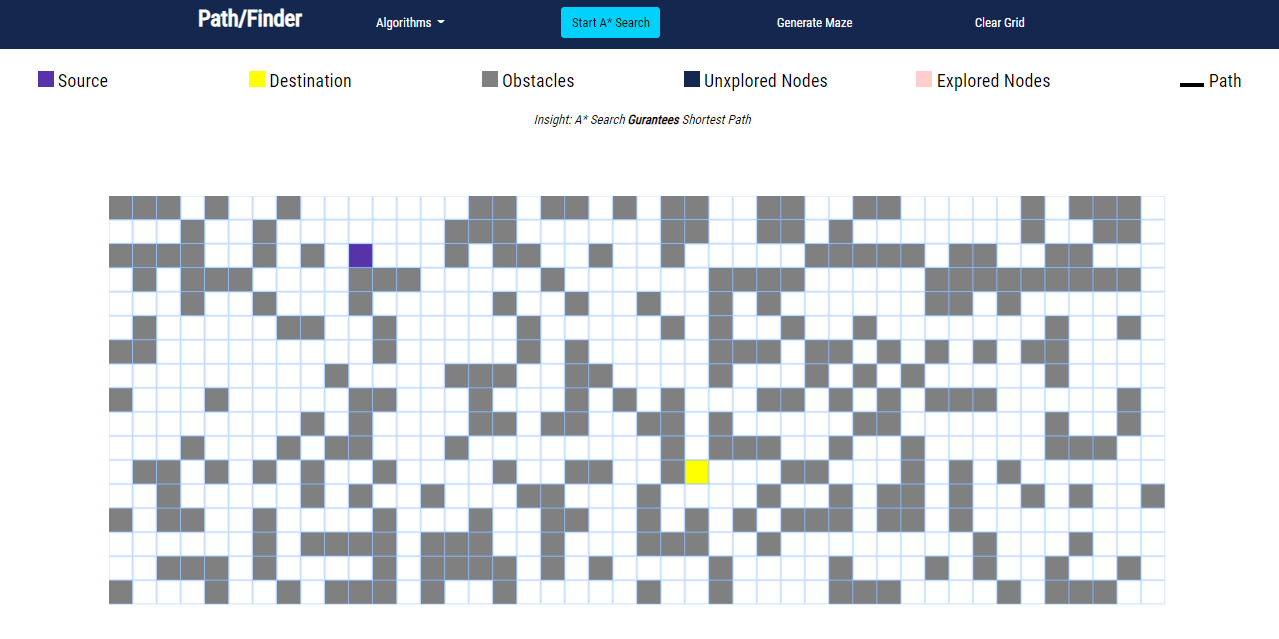 Path/Finder Algorithms Start A* Search Generate Maze Clear Grid
Source Destination Obstacles Unxplored Nodes Explored Nodes Path
Insight: A* Search Gurantees Shortest Path